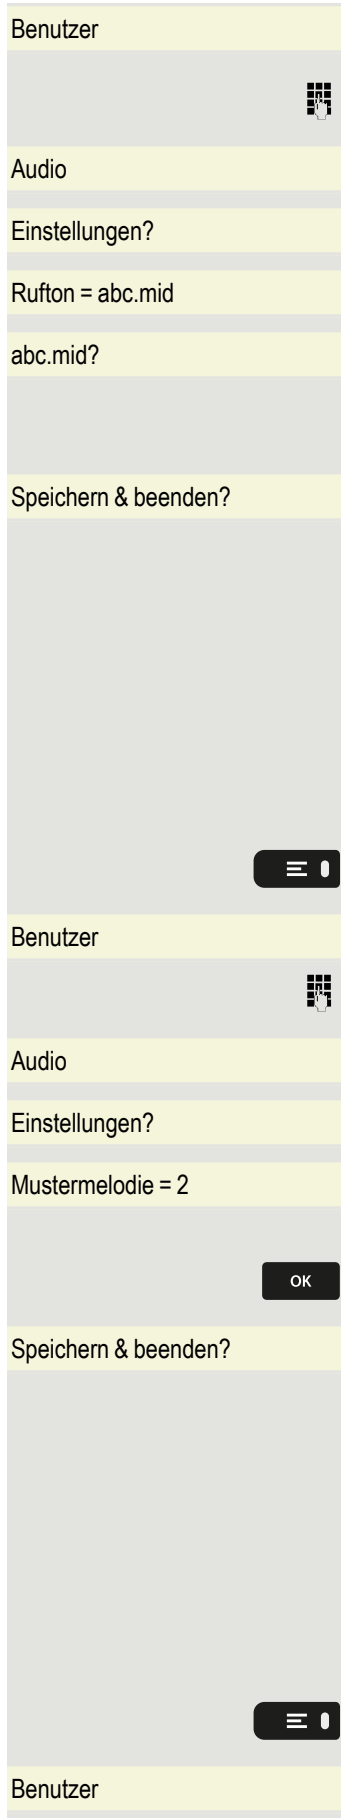 Benutzer
Audio
Einstellungen?
Rufton = abc.mid
abc.mid?
Speichern & beenden?
Benutzer
Audio
Einstellungen?
Mustermelodie = 2
OK
Speichern & beenden?
Benutzer